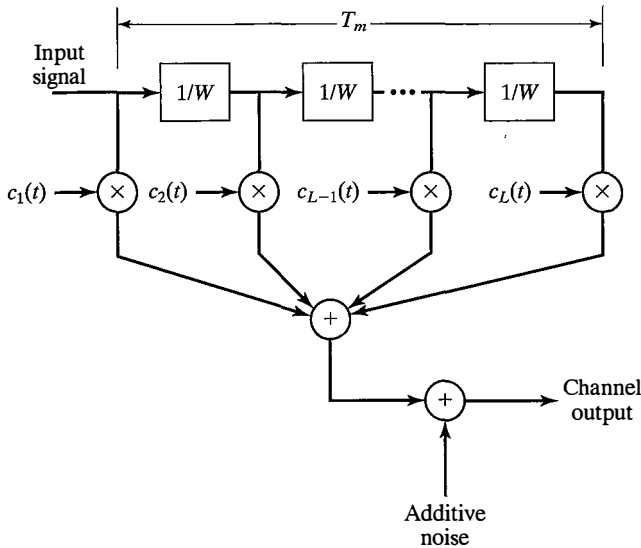 T_m
Input
signal
1/W
1/W
•••
1/W
c_1(t)
×
c_2(t)
×
c_{L−1}(t)
×
c_L(t)
×
+
+
Channel
output
Additive
noise